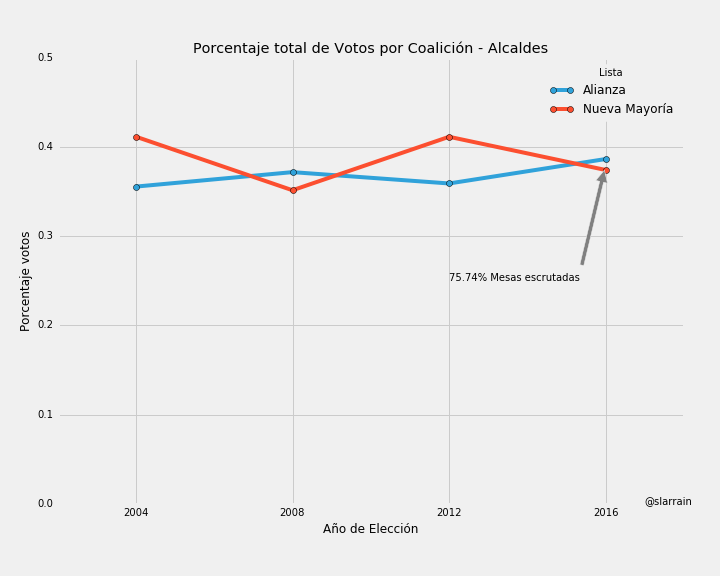 Porcentaje total de Votos por Coalición - Alcaldes
0.5
Lista
Alianza
Nueva Mayoría
0.4
0.3
75.74% Mesas escrutadas
Porcentaje votos
0.2
0.1
0.0
@slarrain
2004
2008
2012
2016
Año de Elección